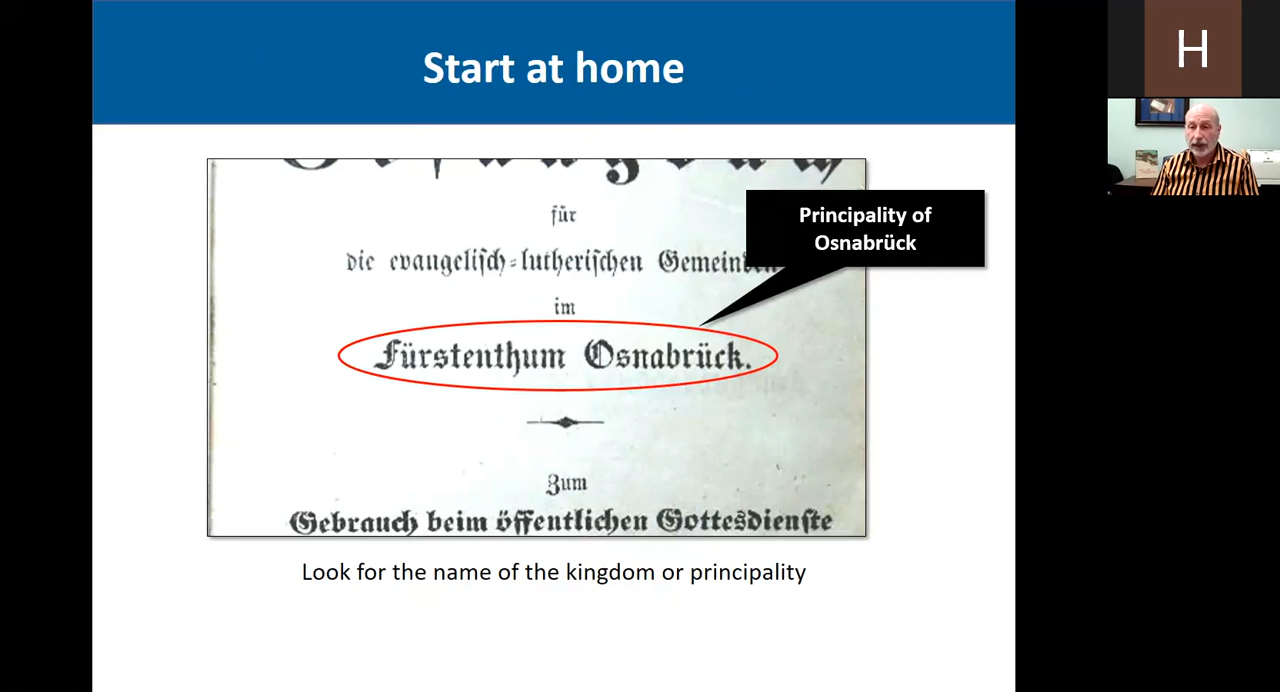 Start at home
für
die evangelisch=lutherischen
Principality of
Osnabrück
im
Fürstenthum Osnabrück.
Zum
Gebrauch beim öffentlichen Gottesdienste
Look for the name of the kingdom or principality
H